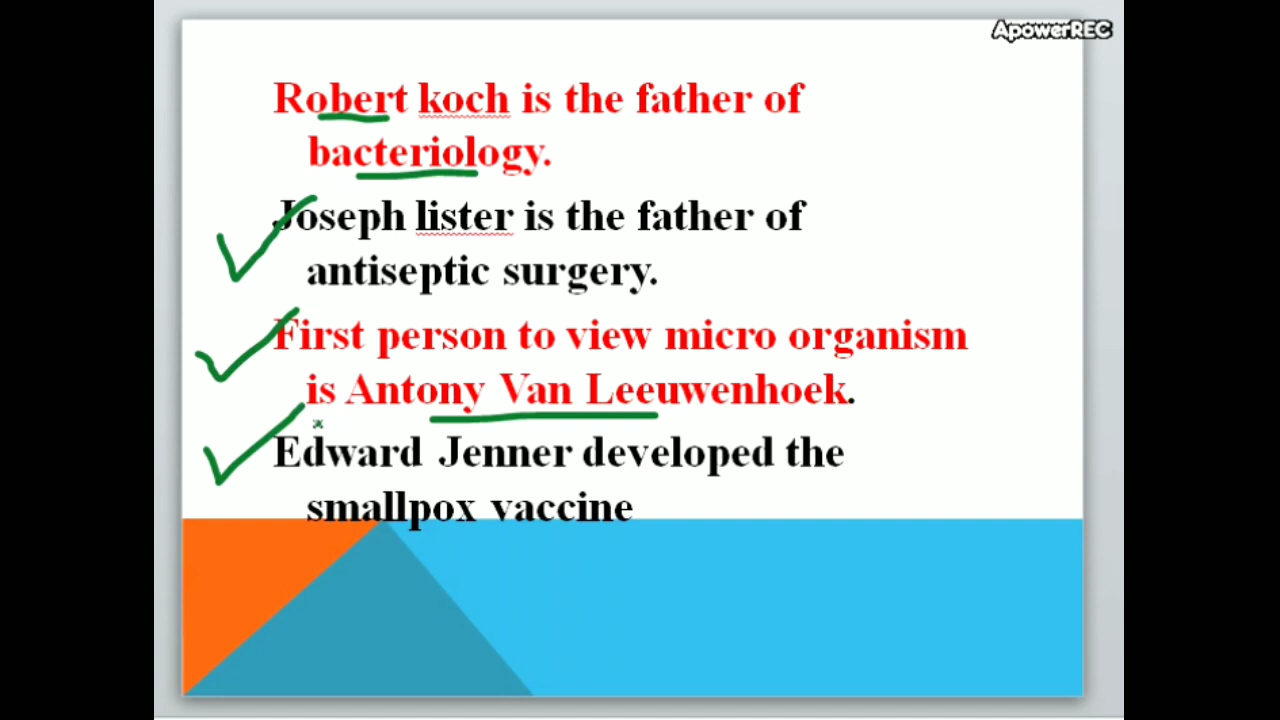 ApowerREC
Robert koch is the father of
bacteriology.
Joseph lister is the father of
antiseptic surgery.
First person to view micro organism
is Antony Van Leeuwenhoek.
Edward Jenner developed the
smallpox vaccine